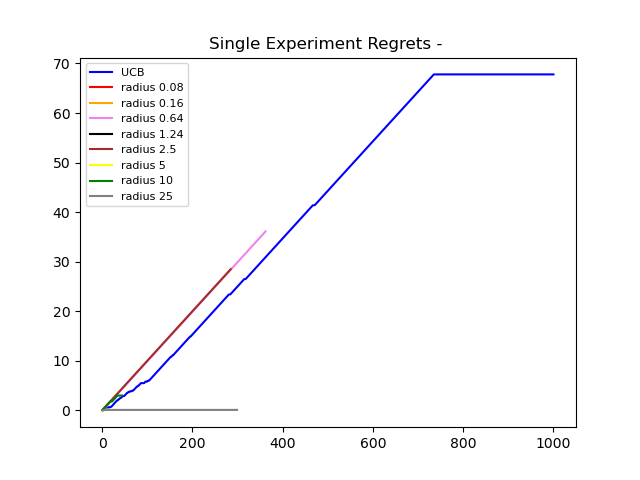 Single Experiment Regrets -
70
60
50
40
30
20
10
0
UCB
radius 0.08
radius 0.16
radius 0.64
radius 1.24
radius 2.5
radius 5
radius 10
radius 25
0 200 400 600 800 1000